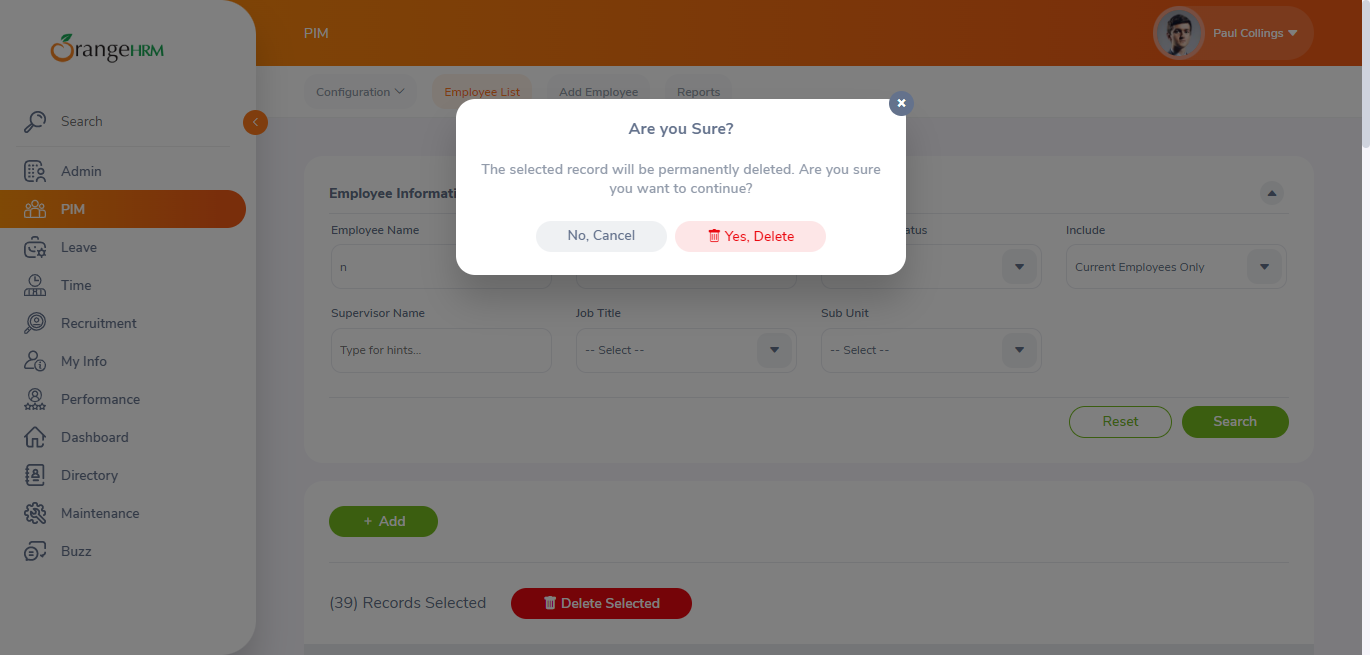 OrangeHRM
PIM
Paul Collings
Search
Admin
PIM
Leave
Time
Recruitment
My Info
Performance
Dashboard
Directory
Maintenance
Buzz
Configuration
Employee List
Add Employee
Reports
Are you Sure?
The selected record will be permanently deleted. Are you sure
you want to continue?
No, Cancel
Yes, Delete
Employee Informati
Employee Name
atus
Include
n
Current Employees Only
Supervisor Name
Job Title
Sub Unit
Type for hints...
-- Select --
-- Select --
Reset
Search
+ Add
(39) Records Selected
Delete Selected